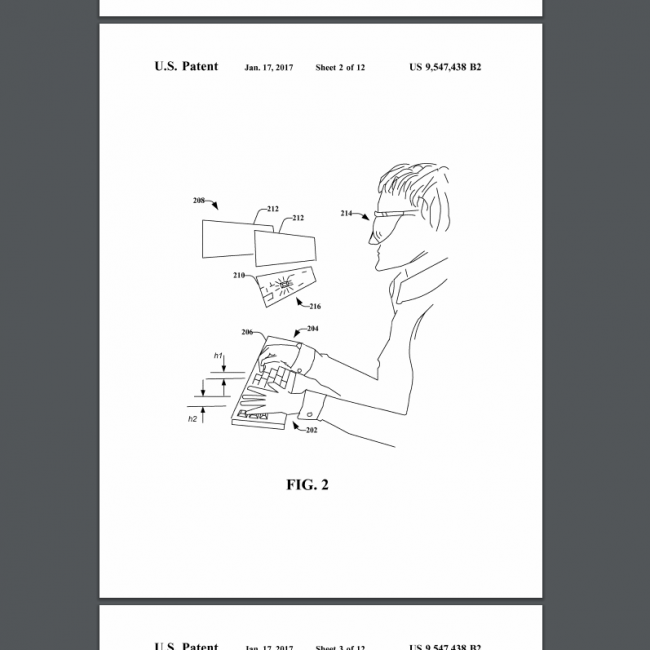 U.S. Patent Jan. 17, 2017 Sheet 2 of 12 US 9,547,438 B2
208
212
212
214
210
216
206
204
h1
h2
202
FIG. 2
U.S. Patent Jan. 17, 2017 Sheet 3 of 12 US 9,547,438 B2